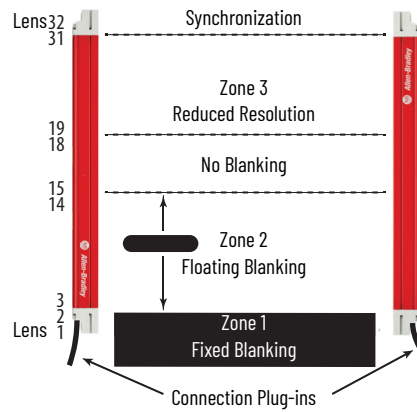 Lens 32
Synchronization
31
Allen-Bradley
Zone 3
Reduced Resolution
19
18
No Blanking
15
14
Zone 2
Floating Blanking
Allen-Bradley
3
2
Zone 1
Lens 1
Fixed Blanking
Connection Plug-ins